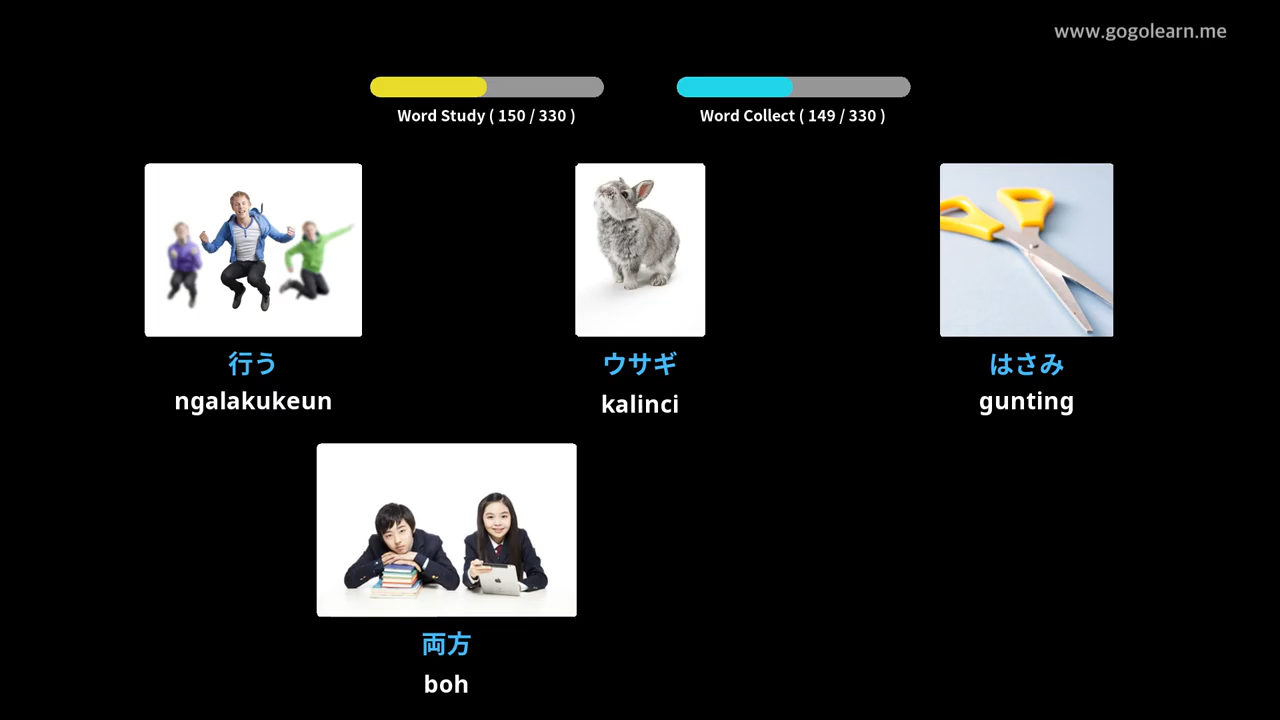 www.gogolearn.me
Word Study ( 150 / 330 )
Word Collect ( 149 / 330 )
行う
ngalakukeun
ウサギ
kalinci
はさみ
gunting
両方
boh